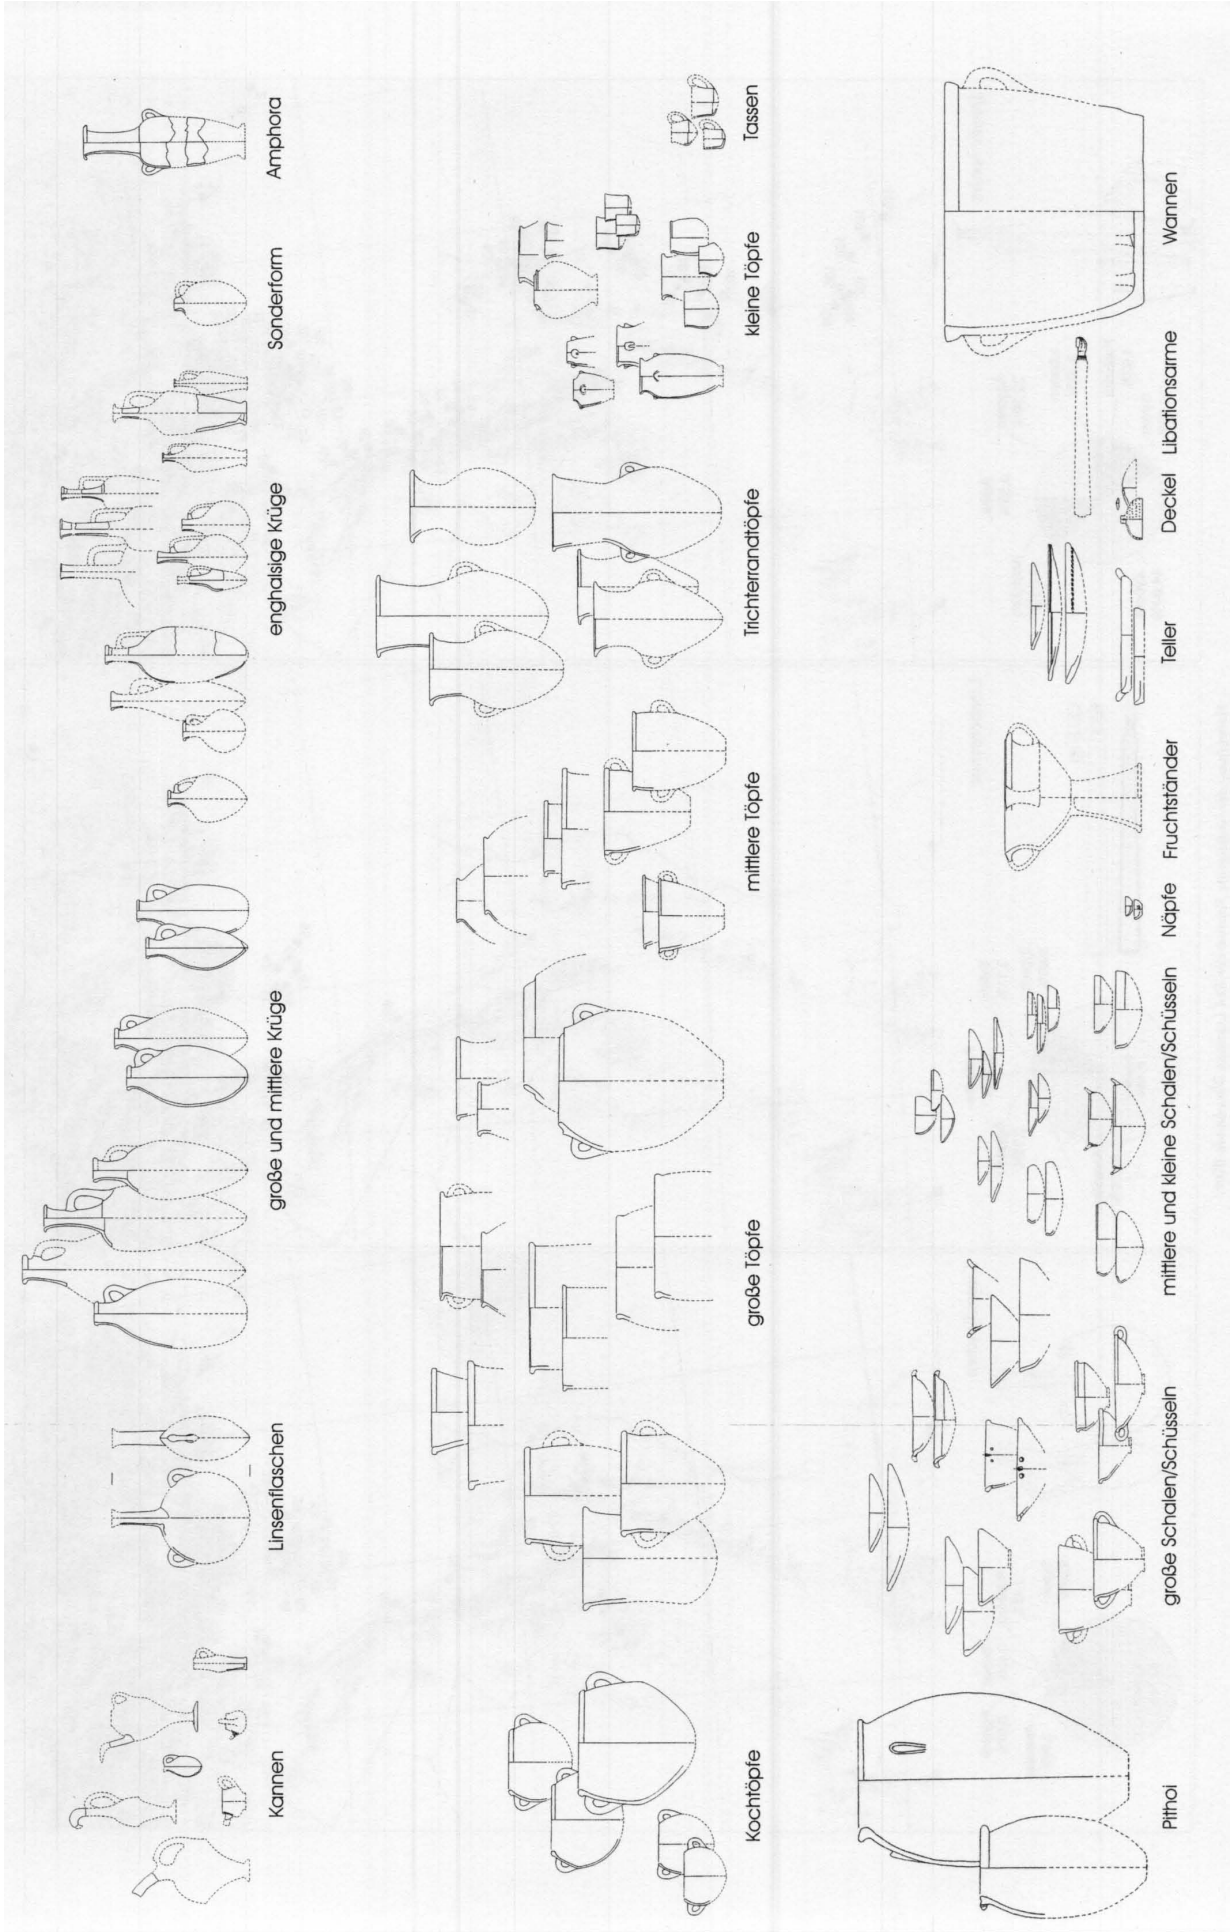 Kannen
Linsenflaschen
große und mittlere Krüge
enghalsige Krüge
Sonderform
Amphora
Kochtöpfe
große Töpfe
mittlere Töpfe
Trichterrandtöpfe
kleine Töpfe
Tassen
Pithoi
große Schalen/Schüsseln
mittlere und kleine Schalen/Schüsseln
Näpfe
Fruchtständer
Teller
Deckel
Libationsarme
Wannen